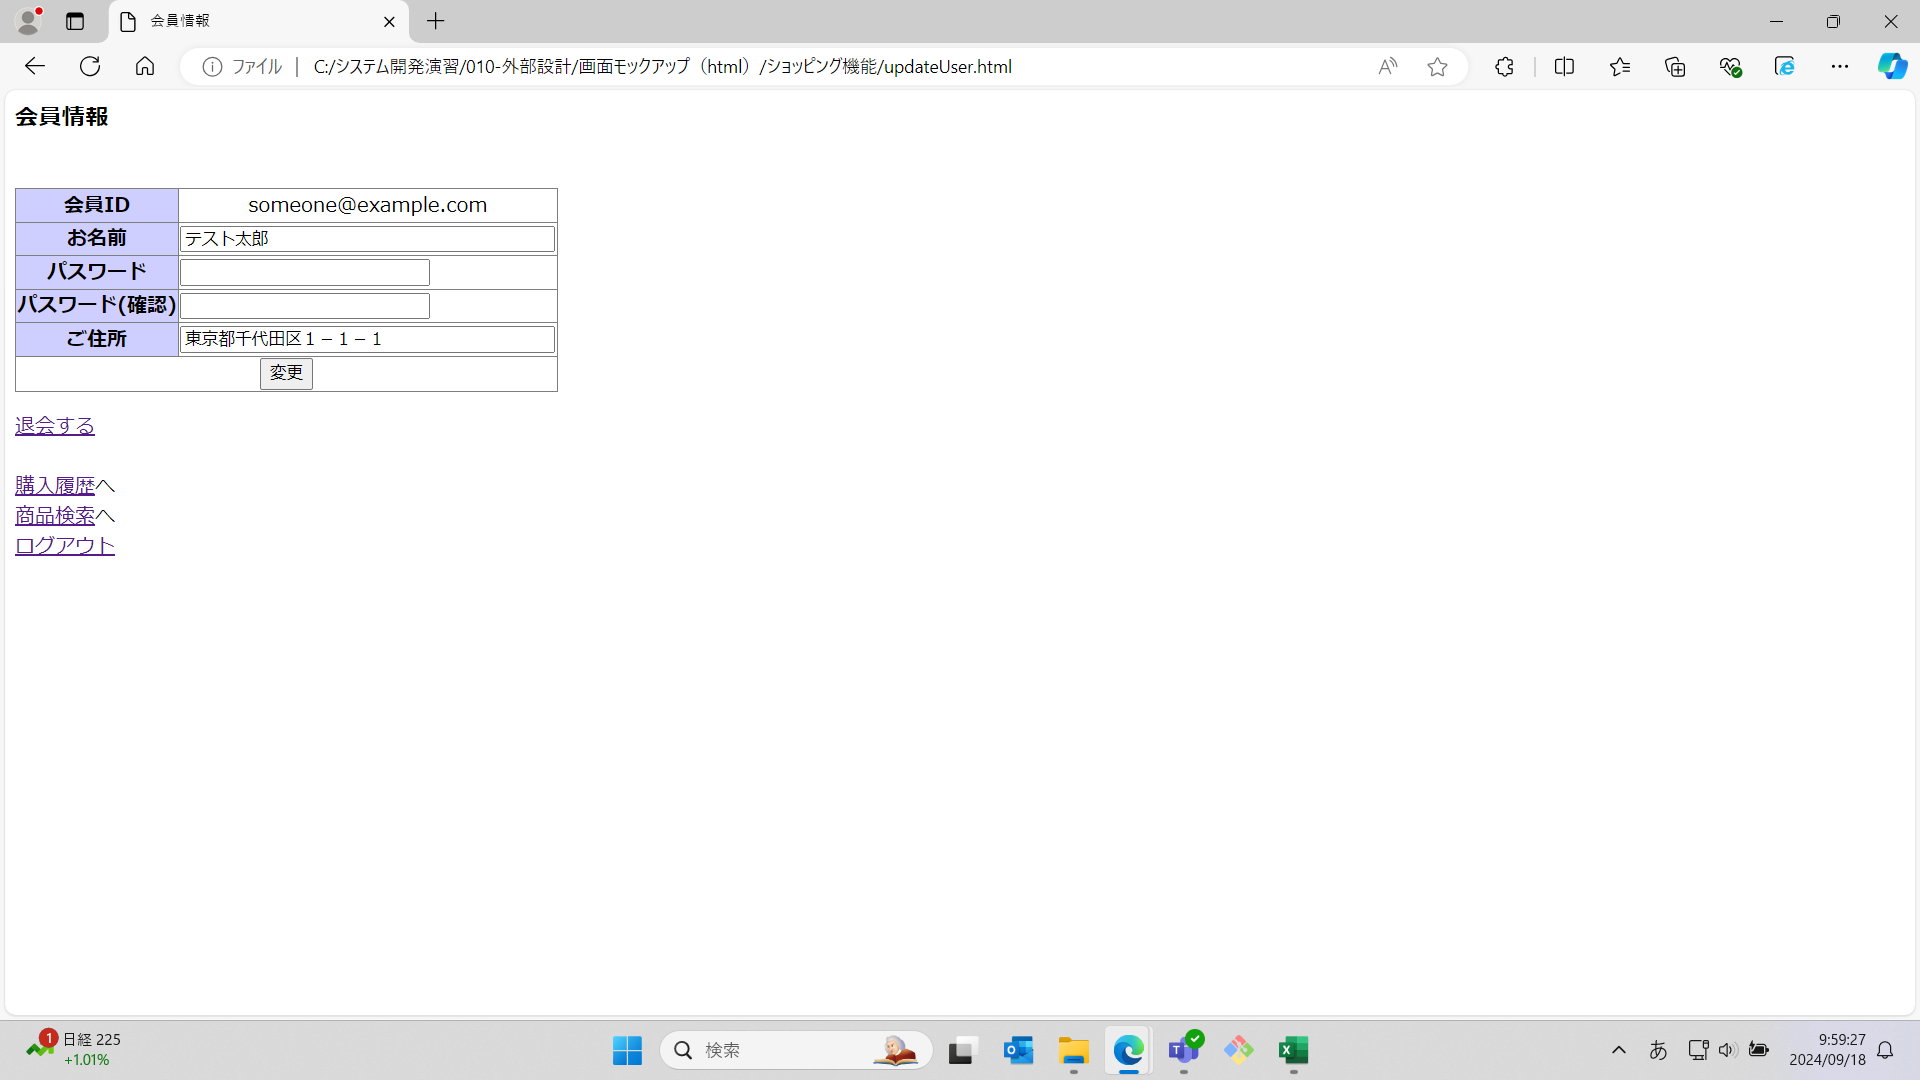 会員情報
ファイル | C:/システム開発演習/010-外部設計/画面モックアップ（html）/ショッピング機能/updateUser.html
会員情報
会員ID someone@example.com
お名前 テスト太郎
パスワード
パスワード(確認)
ご住所 東京都千代田区１－１－１
変更
退会する
購入履歴へ
商品検索へ
ログアウト
1 日経 225
+1.01%
検索
あ
9:59:27
2024/09/18